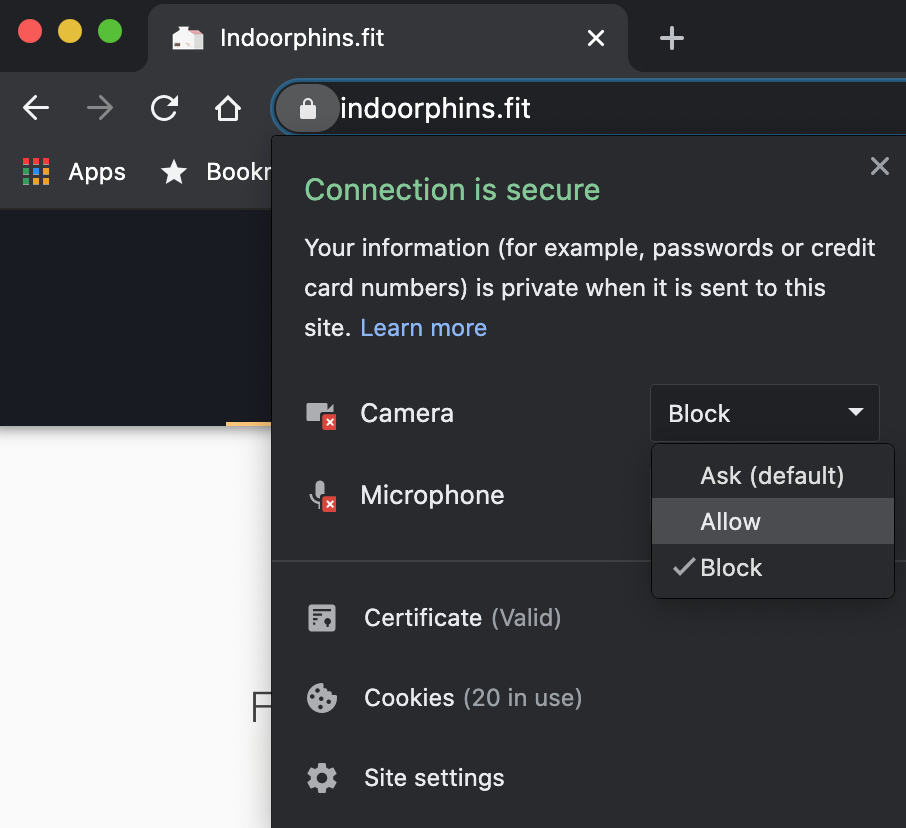 Indoorphins.fit
indoorphins.fit
Apps
Connection is secure
Your information (for example, passwords or credit
card numbers) is private when it is sent to this
site. Learn more
Camera
Block
Ask (default)
Microphone
Allow
Block
Certificate (Valid)
Cookies (20 in use)
Site settings